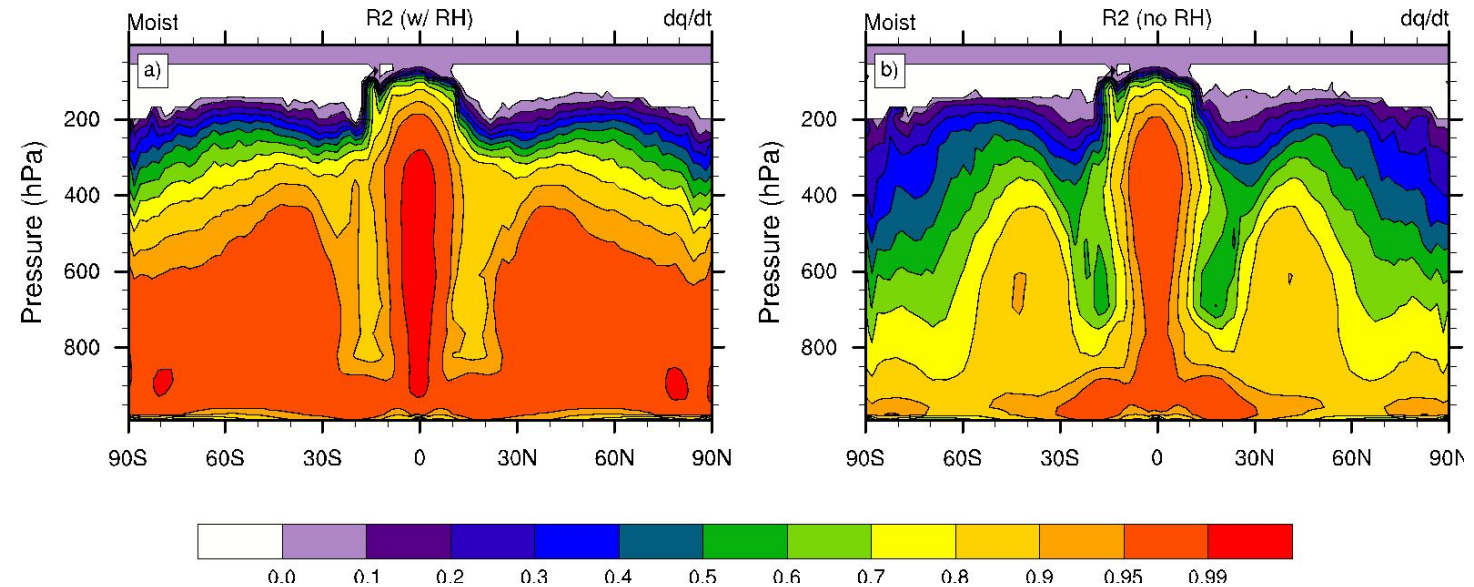 Moist R2 (w/ RH) dq/dt
a)
Pressure (hPa)
200
400
600
800
90S 60S 30S 0 30N 60N 90N
Moist R2 (no RH) dq/dt
b)
Pressure (hPa)
200
400
600
800
90S 60S 30S 0 30N 60N 90N
0.0 0.1 0.2 0.3 0.4 0.5 0.6 0.7 0.8 0.9 0.95 0.99